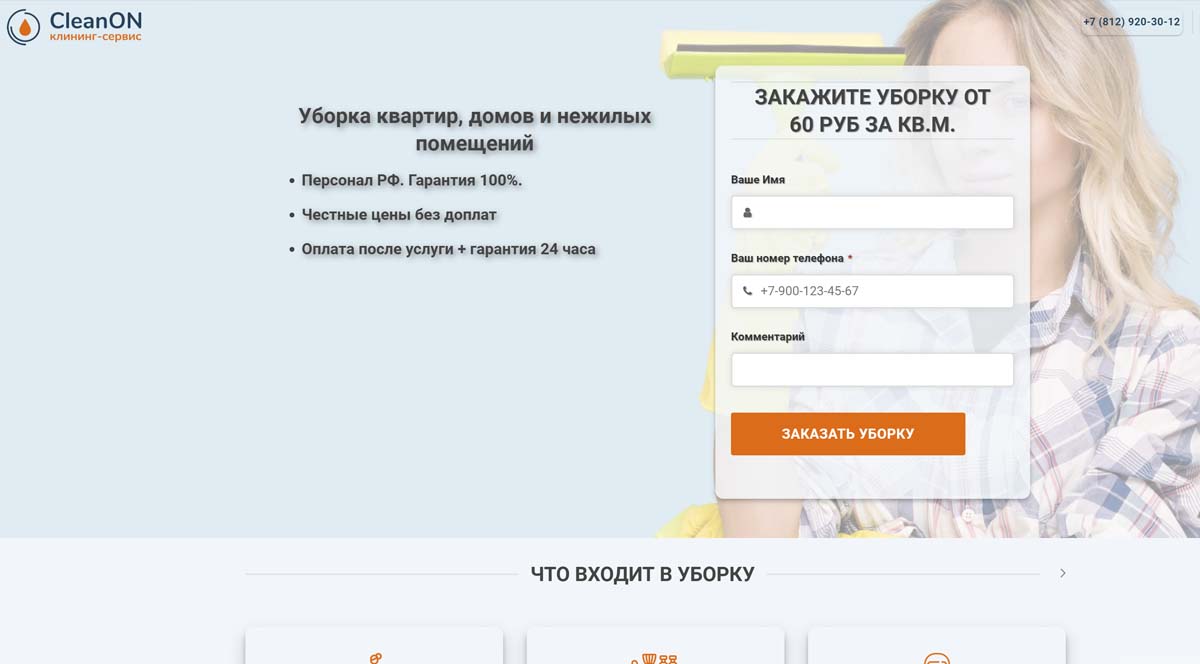 CleanON
клининг-сервис
+7 (812) 920-30-12
Уборка квартир, домов и нежилых
помещений
• Персонал РФ. Гарантия 100%.
• Честные цены без доплат
• Оплата после услуги + гарантия 24 часа
ЗАКАЖИТЕ УБОРКУ ОТ
60 РУБ ЗА КВ.М.
Ваше Имя
Ваш номер телефона *
+7-900-123-45-67
Комментарий
ЗАКАЗАТЬ УБОРКУ
ЧТО ВХОДИТ В УБОРКУ